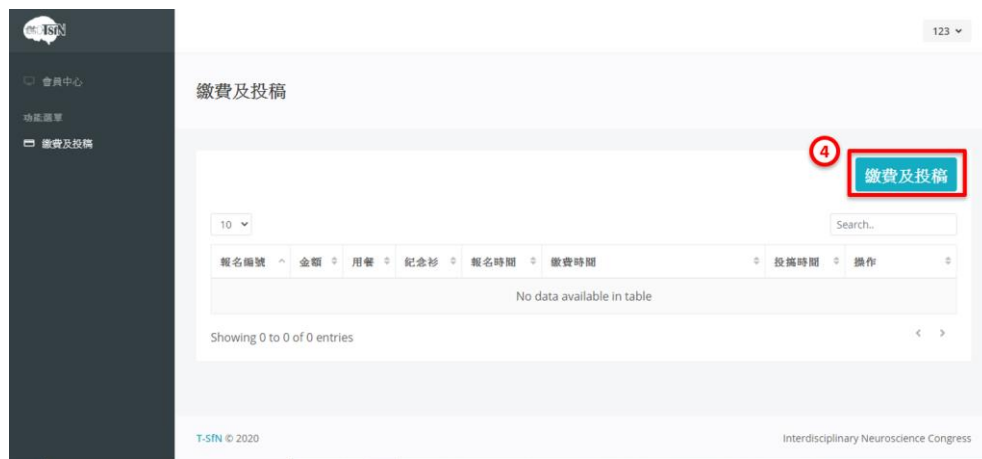 T-SfN
123
會員中心
繳費及投稿
功能選單
繳費及投稿
4
繳費及投稿
10
Search..
報名編號 金額 用餐 紀念衫 報名時間 繳費時間 投搞時間 操作
No data available in table
Showing 0 to 0 of 0 entries
< >
T-SfN © 2020
Interdisciplinary Neuroscience Congress